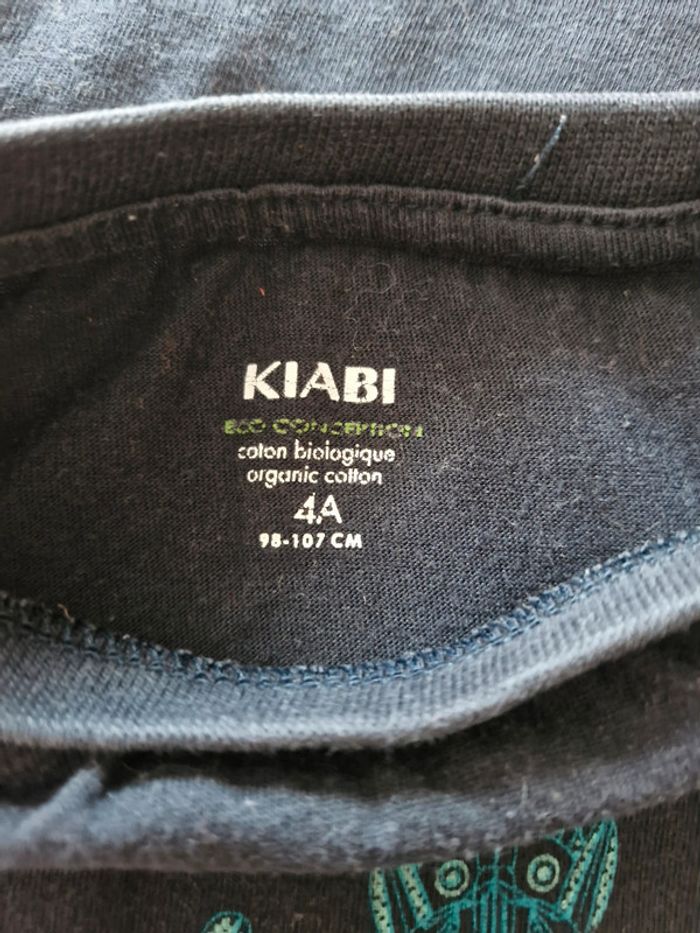 KIABI
ECO CONCEPTION
coton biologique
organic cotton
4A
98-107 CM